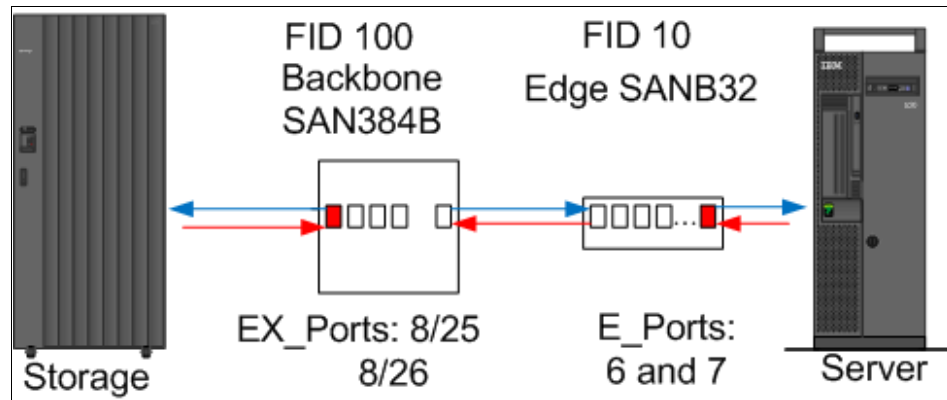 FID 100
Backbone
SAN384B
FID 10
Edge SANB32
IBM
...
EX_Ports: 8/25
8/26
E_Ports:
6 and 7
Storage
Server